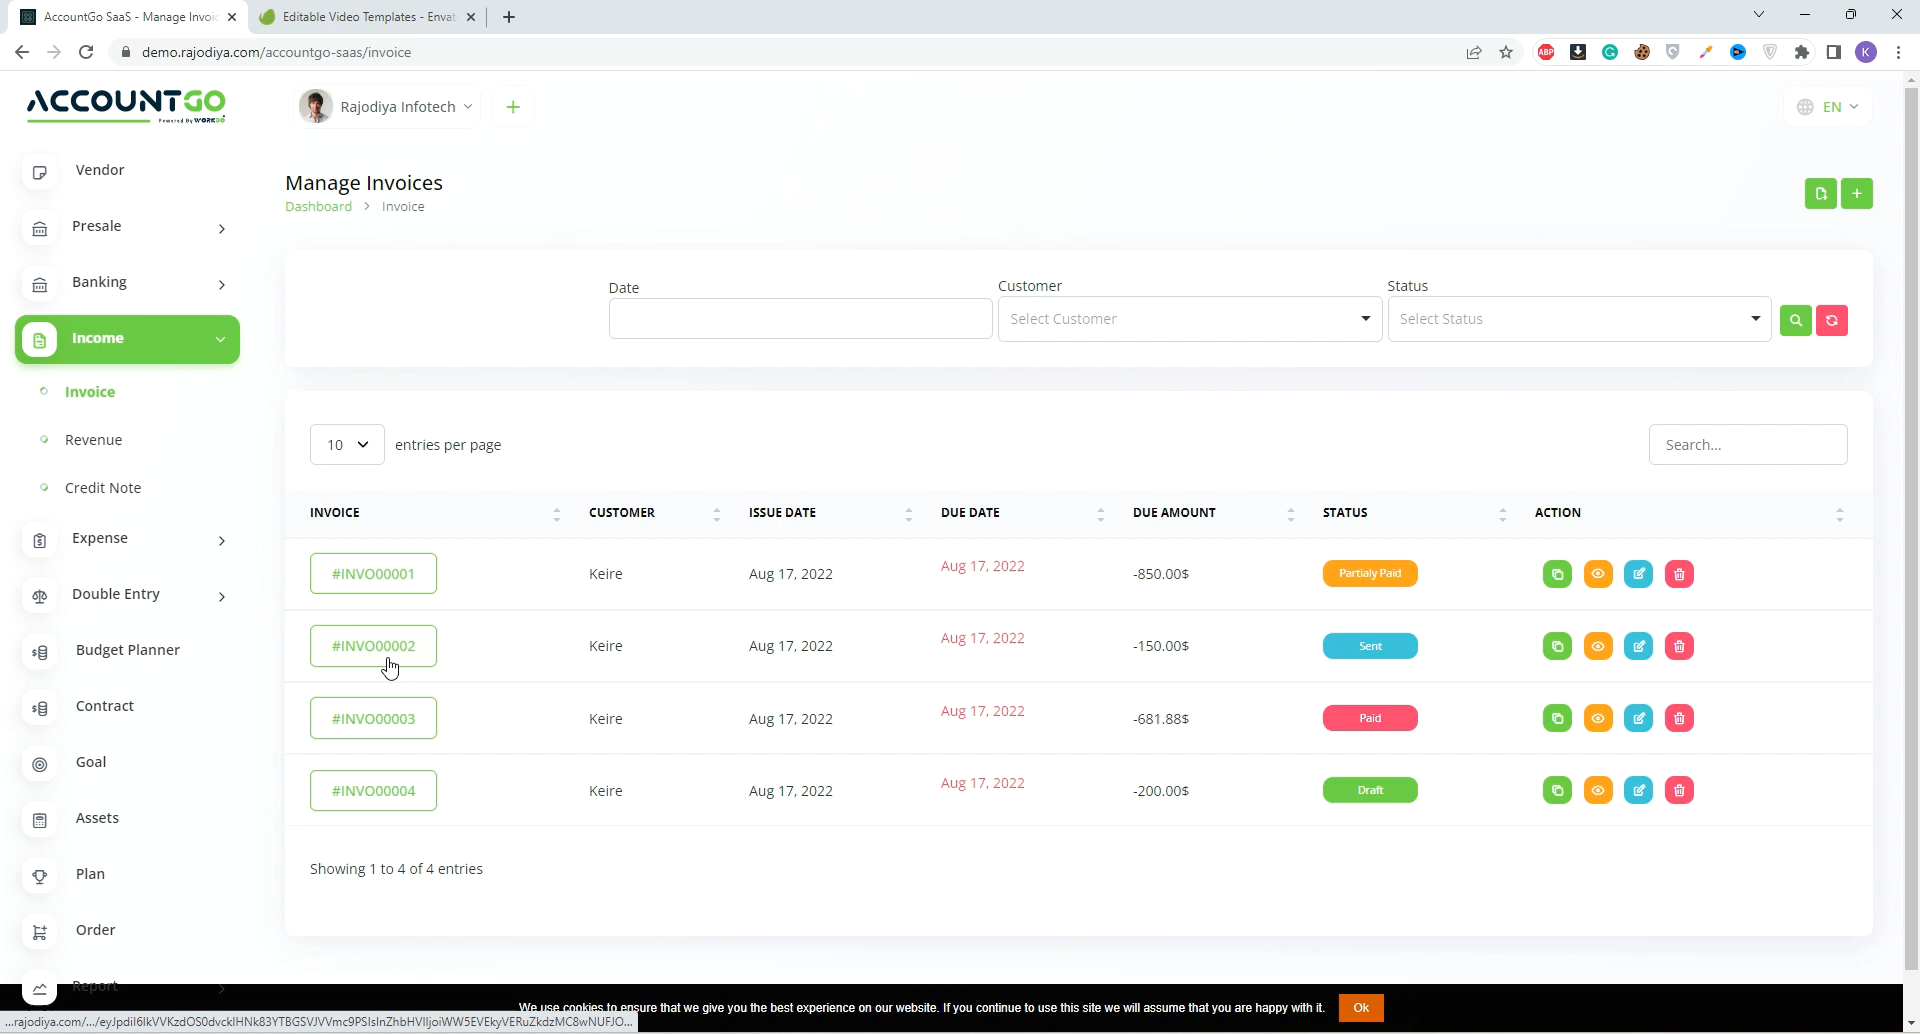 AccountGo SaaS - Manage Invoic
Editable Video Templates - Envat
demo.rajodiya.com/accountgo-saas/invoice
ABP
K
ACCOUNTGO
Powered By WORKDO
Rajodiya Infotech
EN
Vendor
Presale
Banking
Income
Invoice
Revenue
Credit Note
Expense
Double Entry
Budget Planner
Contract
Goal
Assets
Plan
Order
Report
Manage Invoices
Dashboard > Invoice
Date
Customer
Status
Select Customer
Select Status
10 entries per page
Search...
INVOICE CUSTOMER ISSUE DATE DUE DATE DUE AMOUNT STATUS ACTION
#INVO00001 Keire Aug 17, 2022 Aug 17, 2022 -850.00$ Partialy Paid
#INVO00002 Keire Aug 17, 2022 Aug 17, 2022 -150.00$ Sent
#INVO00003 Keire Aug 17, 2022 Aug 17, 2022 -681.88$ Paid
#INVO00004 Keire Aug 17, 2022 Aug 17, 2022 -200.00$ Draft
Showing 1 to 4 of 4 entries
We use cookies to ensure that we give you the best experience on our website. If you continue to use this site we will assume that you are happy with it.
Ok